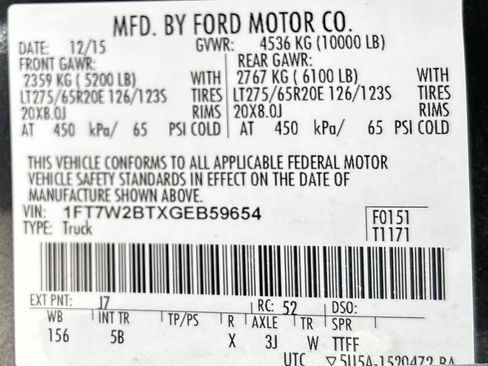 MFD. BY FORD MOTOR CO.
DATE: 12/15 GVWR: 4536 KG (10000 LB)
FRONT GAWR: REAR GAWR:
2359 KG (5200 LB) WITH 2767 KG (6100 LB) WITH
LT275/65R20E 126/123S TIRES LT275/65R20E 126/123S TIRES
20X8.0J RIMS 20X8.0J RIMS
AT 450 kPa/ 65 PSI COLD AT 450 kPa/ 65 PSI COLD
THIS VEHICLE CONFORMS TO ALL APPLICABLE FEDERAL MOTOR
VEHICLE SAFETY STANDARDS IN EFFECT ON THE DATE OF
MANUFACTURE SHOWN ABOVE.
VIN: 1FT7W2BTXGEB59654 F0151
TYPE: Truck T1171
EXT PNT: J7 RC: 52 DSO:
WB INT TR TP/PS R AXLE TR SPR
156 5B X 3J W TTFF
UTC ▽5U5A-1520472-BA